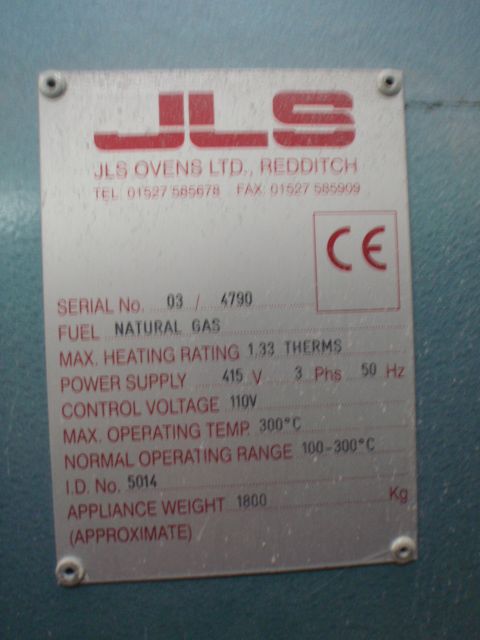 JLS
JLS OVENS LTD., REDDITCH
TEL. 01527 585678 FAX. 01527 585909
CE
SERIAL No. 03 / 4790
FUEL NATURAL GAS
MAX. HEATING RATING 1.33 THERMS
POWER SUPPLY 415 V 3 Phs 50 Hz
CONTROL VOLTAGE 110V
MAX. OPERATING TEMP. 300°C
NORMAL OPERATING RANGE 100-300°C
I.D. No. 5014
APPLIANCE WEIGHT 1800 Kg
(APPROXIMATE)